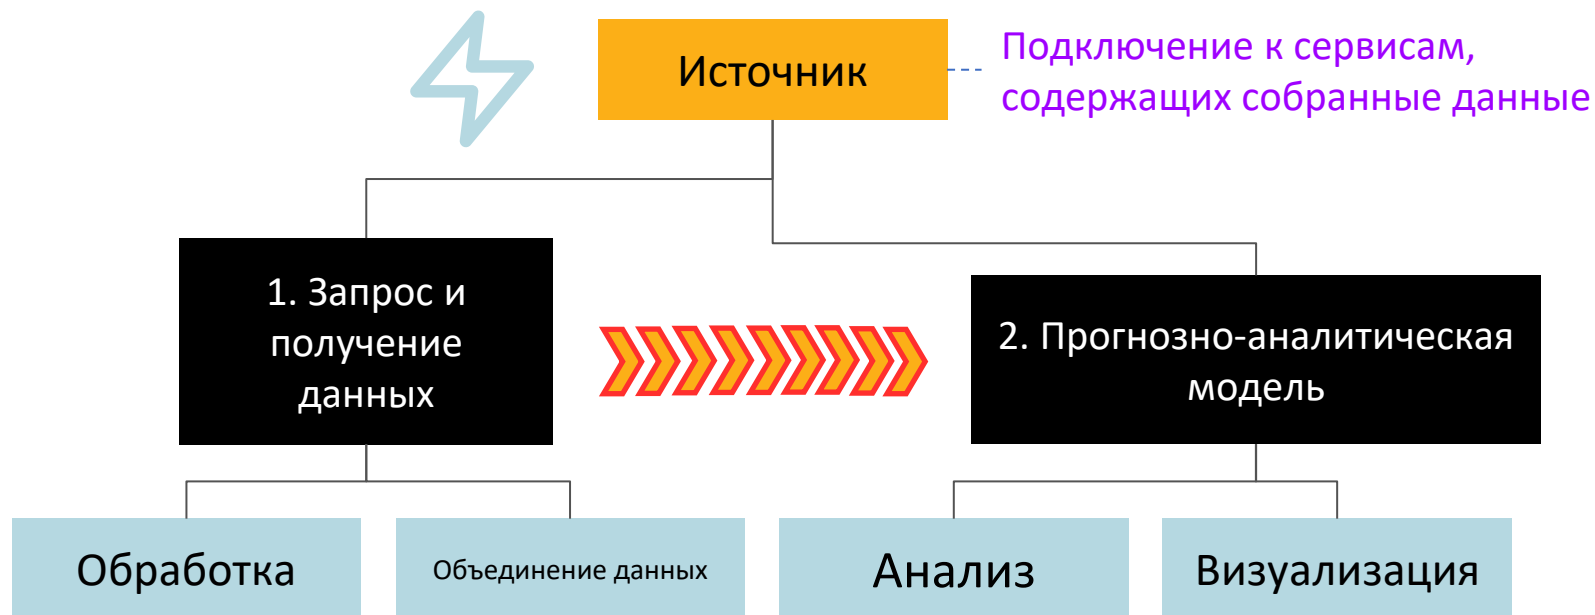 Источник
Подключение к сервисам,
содержащих собранные данные
1. Запрос и
получение
данных
2. Прогнозно-аналитическая
модель
Обработка
Объединение данных
Анализ
Визуализация